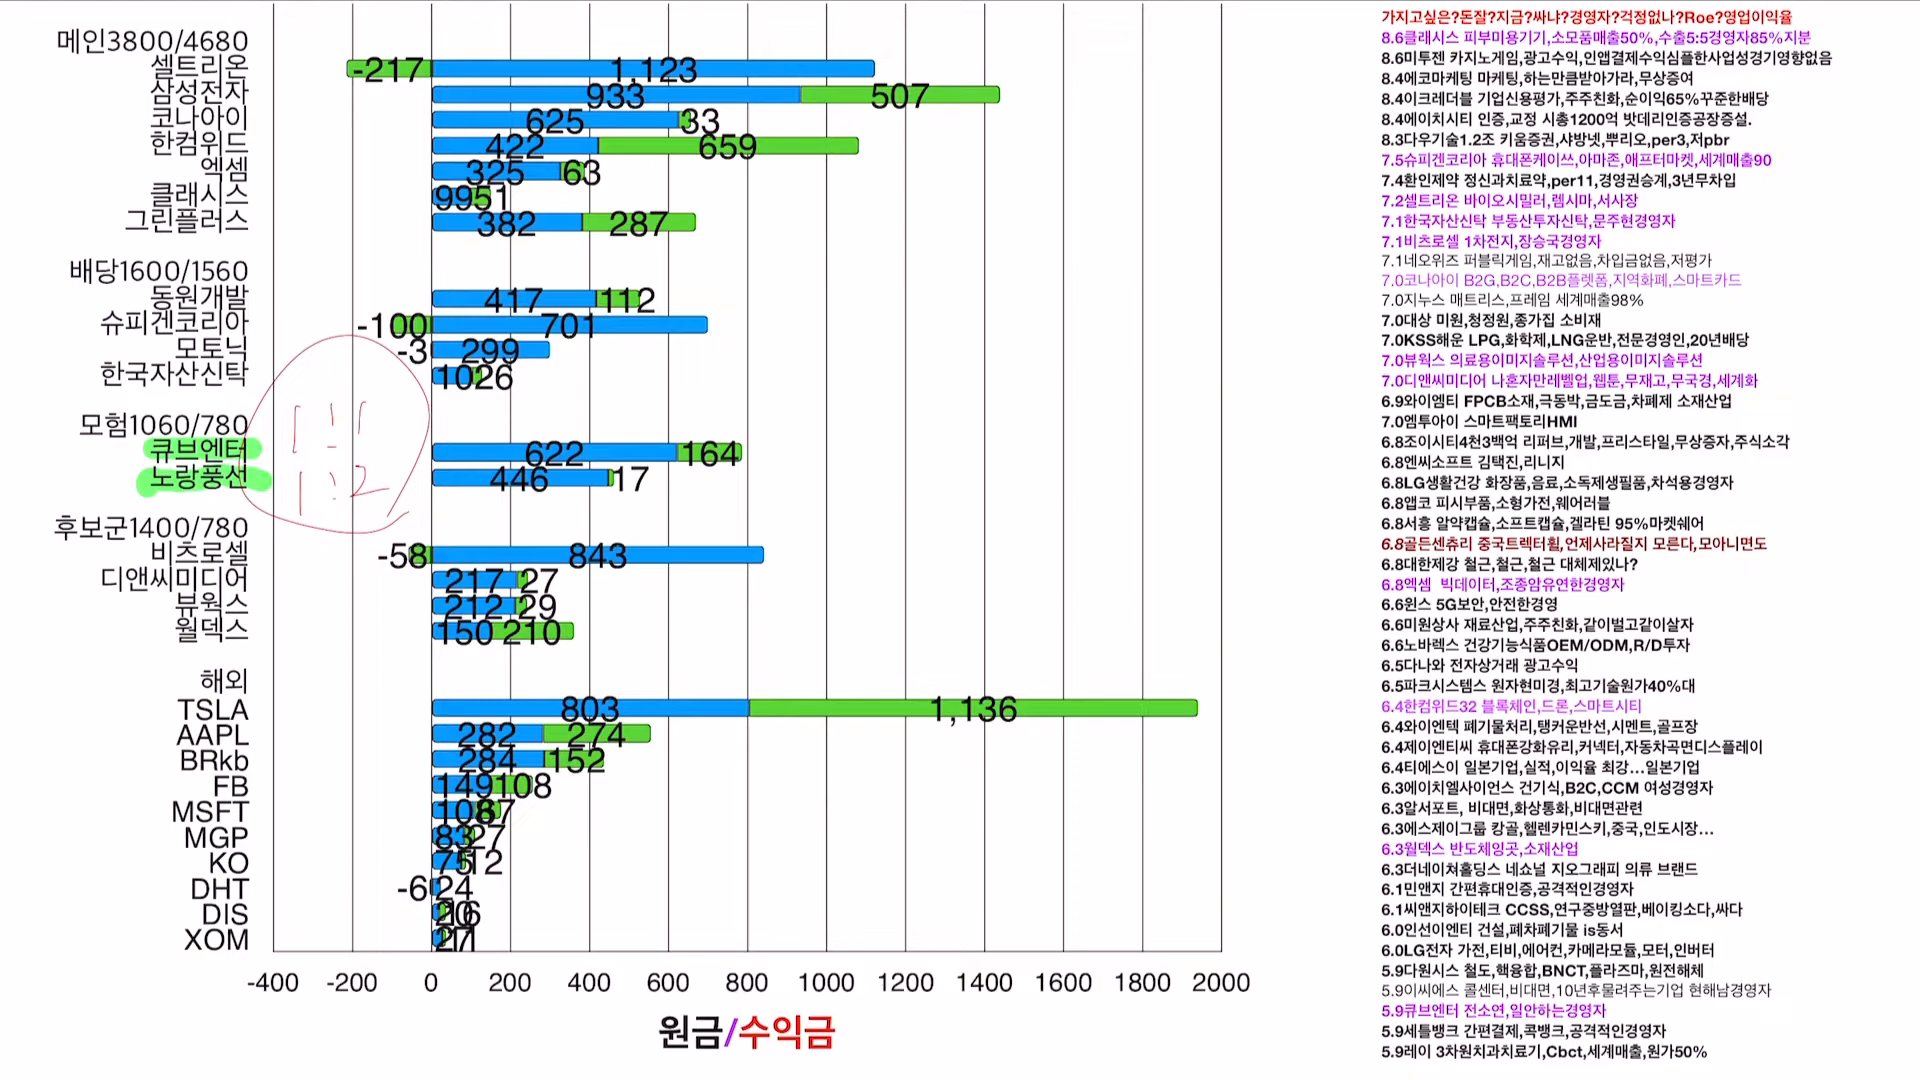 메인3800/4680
셀트리온 -217 1,123
삼성전자 933 507
코나아이 625 33
한컴위드 422 659
엑셈 325 63
클래시스 99 51
그린플러스 382 287
배당1600/1560
동원개발 417 112
슈피겐코리아 -100 701
모토닉 -3 299
한국자산신탁 102 6
모험1060/780
1:1
큐브엔터 622 164
노랑풍선 446 17
1:2
후보군1400/780
비츠로셀 -58 843
디앤씨미디어 217 27
뷰웍스 212 29
월덱스 150 210
해외
TSLA 803 1,136
AAPL 282 274
BRkb 284 152
FB 149 108
MSFT 67
MGP 83 27
KO 75 12
DHT -6 24
DIS
XOM
-400 -200 0 200 400 600 800 1000 1200 1400 1600 1800 2000
원금/수익금
가지고싶은?돈잘?지금?싸냐?경영자?걱정없나?Roe?영업이익율
8.6클래시스 피부미용기기,소모품매출50%,수출5:5경영자85%지분
8.6미투젠 카지노게임,광고수익,인앱결제수익심플한사업성경기영향없음
8.4에코마케팅 마케팅,하는만큼받아가라,무상증여
8.4이크레더블 기업신용평가,주주친화,순이익65%꾸준한배당
8.4에이치시티 인증,교정 시총1200억 밧데리인증공장증설.
8.3다우기술1.2조 키움증권,샤방넷,뿌리오,per3,저pbr
7.5슈피겐코리아 휴대폰케이쓰,아마존,애프터마켓,세계매출90
7.4환인제약 정신과치료약,per11,경영권승계,3년무차입
7.2셀트리온 바이오시밀러,렘시마,서사장
7.1한국자산신탁 부동산투자신탁,문주현경영자
7.1비츠로셀 1차전지,장승국경영자
7.1네오위즈 퍼블릭게임,재고없음,차입금없음,저평가
7.0코나아이 B2G,B2C,B2B플렛폼,지역화폐,스마트카드
7.0지누스 매트리스,프레임 세계매출98%
7.0대상 미원,청정원,종가집 소비재
7.0KSS해운 LPG,화학제,LNG운반,전문경영인,20년배당
7.0뷰웍스 의료용이미지솔루션,산업용이미지솔루션
7.0디앤씨미디어 나혼자만레벨업,웹툰,무재고,무국경,세계화
6.9와이엠티 FPCB소재,극동박,금도금,차폐제 소재산업
7.0엠투아이 스마트팩토리HMI
6.8조이시티4천3백억 리퍼브,개발,프리스타일,무상증자,주식소각
6.8엔씨소프트 김택진,리니지
6.8LG생활건강 화장품,음료,소독제생필품,차석용경영자
6.8앱코 피시부품,소형가전,웨어러블
6.8서흥 알약캡슐,소프트캡슐,겔라틴 95%마켓쉐어
6.8골든센츄리 중국트렉터휠,언제사라질지 모른다,모아니면도
6.8대한제강 철근,철근,철근 대체제있나?
6.8엑셈 빅데이터,조종암유연한경영자
6.6윈스 5G보안,안전한경영
6.6미원상사 재료산업,주주친화,같이벌고같이살자
6.6노바렉스 건강기능식품OEM/ODM,R/D투자
6.5다나와 전자상거래 광고수익
6.5파크시스템스 원자현미경,최고기술원가40%대
6.4한컴위드32 블록체인,드론,스마트시티
6.4와이엔텍 폐기물처리,탱커운반선,시멘트,골프장
6.4제이엔티씨 휴대폰강화유리,커넥터,자동차곡면디스플레이
6.4티에스이 일본기업,실적,이익율 최강...일본기업
6.3에이치엘사이언스 건기식,B2C,CCM 여성경영자
6.3알서포트, 비대면,화상통화,비대면관련
6.3에스제이그룹 캉골,헬렌카민스키,중국,인도시장...
6.3월덱스 반도체잉곳,소재산업
6.3더네이쳐홀딩스 네쇼널 지오그래피 의류 브랜드
6.1민앤지 간편휴대인증,공격적인경영자
6.1씨앤지하이테크 CCSS,연구중방열판,베이킹소다,싸다
6.0인선이엔티 건설,폐차폐기물 is동서
6.0LG전자 가전,티비,에어컨,카메라모듈,모터,인버터
5.9다원시스 철도,핵융합,BNCT,플라즈마,원전해체
5.9이씨에스 콜센터,비대면,10년후물려주는기업 현해남경영자
5.9큐브엔터 전소연,일안하는경영자
5.9세틀뱅크 간편결제,콕뱅크,공격적인경영자
5.9레이 3차원치과치료기,Cbct,세계매출,원가50%